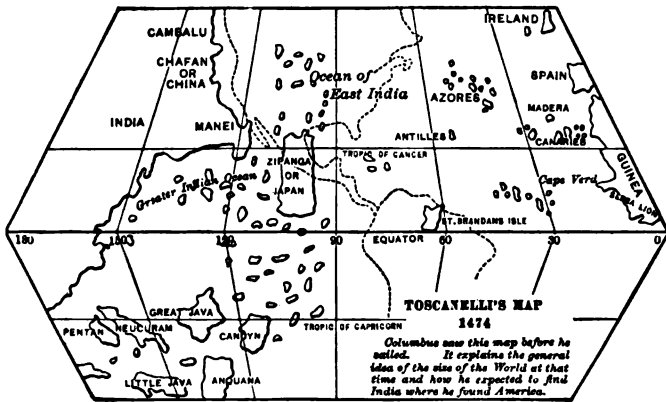 IRELAND
CAMBALU
CHAFAN
OR
CHINA
Ocean of
East India
SPAIN
AZORES
MADERA
INDIA
MANEI
ANTILLES
CANARIES
TROPIC OF CANCER
GUINEA
ZIPANGA
OR
JAPAN
Greater Indian Ocean
Cape Verd
SERRA LION
ST. BRANDANS ISLE
180
150
120
90
EQUATOR
60
30
0
GREAT JAVA
PENTAN
NEUCURAM
CANDYN
TROPIC OF CAPRICORN
LITTLE JAVA
ANGUANA
TOSCANELLI'S MAP
1474
Columbus saw this map before he
sailed. It explains the general
idea of the size of the World at that
time and how he expected to find
India where he found America.